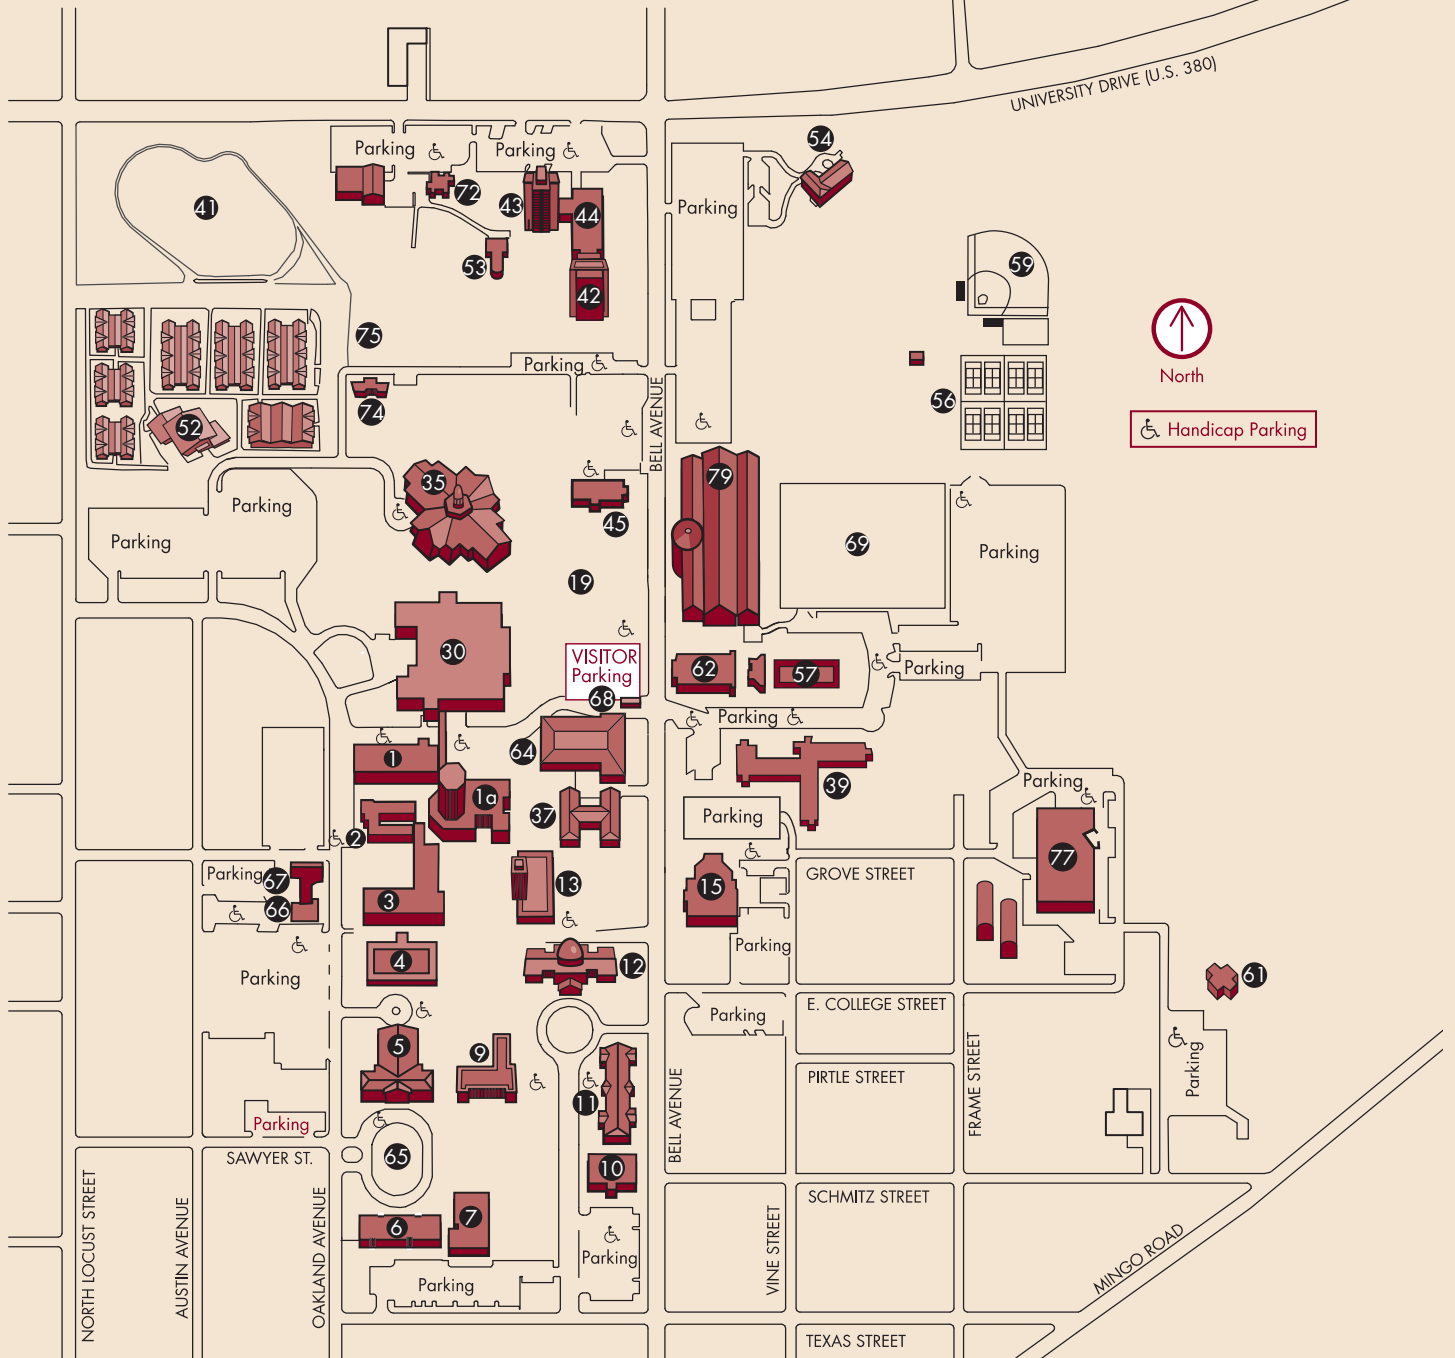 UNIVERSITY DRIVE (U.S. 380)
54
Parking
Parking
72
43
44
41
Parking
53
42
59
75
North
Parking
74
56
BELL AVENUE
52
Handicap Parking
35
79
Parking
45
Parking
69
Parking
19
30
VISITOR
Parking
68
62
57
Parking
Parking
1
64
39
Parking
1a
37
Parking
2
77
Parking
67
13
15
GROVE STREET
66
3
Parking
4
12
61
Parking
E. COLLEGE STREET
Parking
5
9
FRAME STREET
Parking
PIRTLE STREET
11
BELL AVENUE
Parking
65
SAWYER ST.
10
SCHMITZ STREET
6
7
NORTH LOCUST STREET
AUSTIN AVENUE
OAKLAND AVENUE
Parking
VINE STREET
MINGO ROAD
Parking
TEXAS STREET